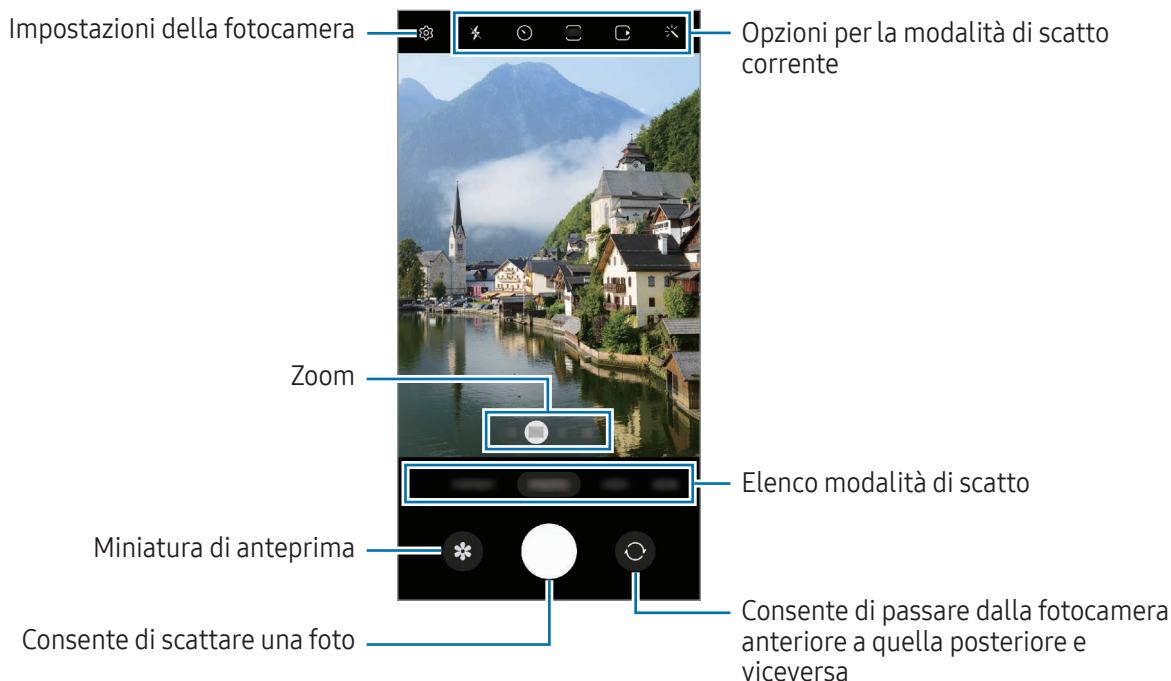 Impostazioni della fotocamera
Opzioni per la modalità di scatto
corrente
Zoom
Elenco modalità di scatto
Miniatura di anteprima
Consente di scattare una foto
Consente di passare dalla fotocamera
anteriore a quella posteriore e
viceversa